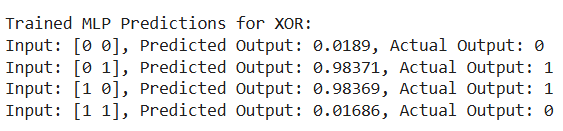 Trained MLP Predictions for XOR:
Input: [0 0], Predicted Output: 0.0189, Actual Output: 0
Input: [0 1], Predicted Output: 0.98371, Actual Output: 1
Input: [1 0], Predicted Output: 0.98369, Actual Output: 1
Input: [1 1], Predicted Output: 0.01686, Actual Output: 0